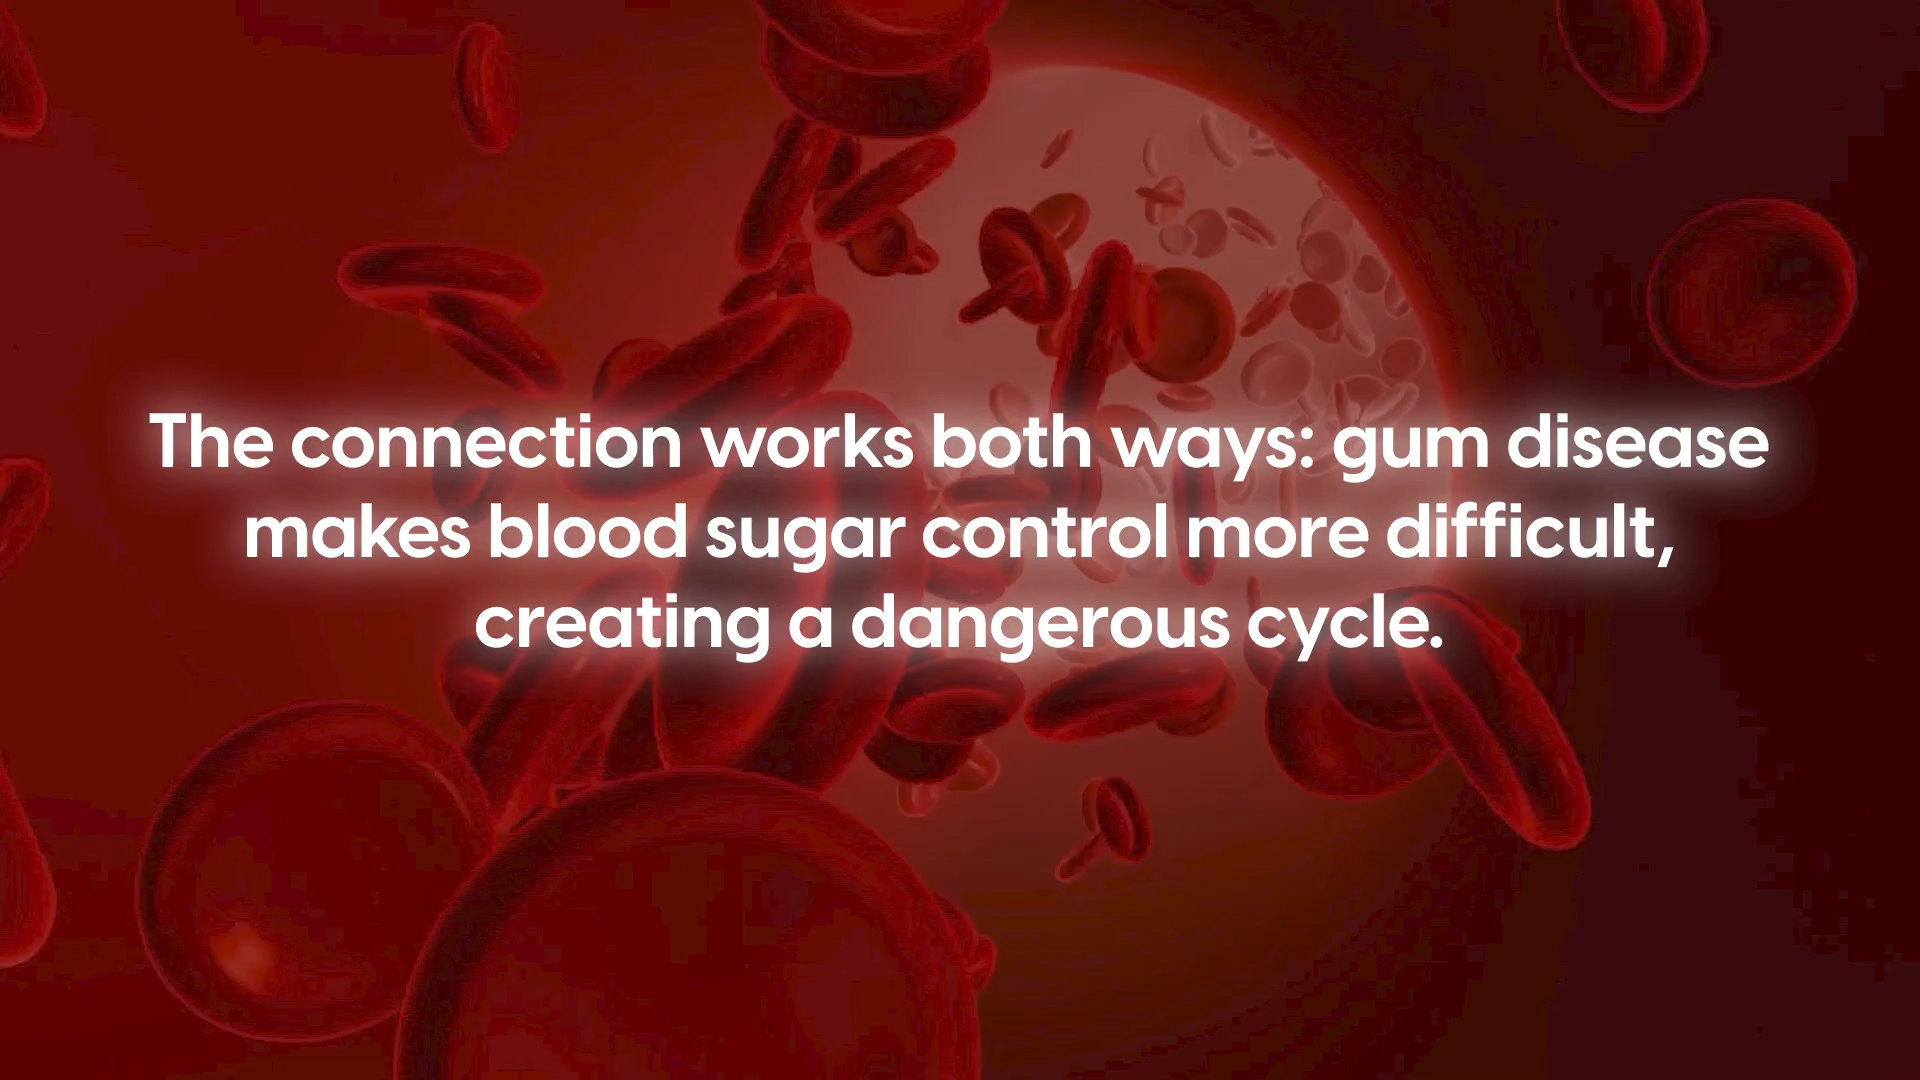 The connection works both ways: gum disease
makes blood sugar control more difficult,
creating a dangerous cycle.